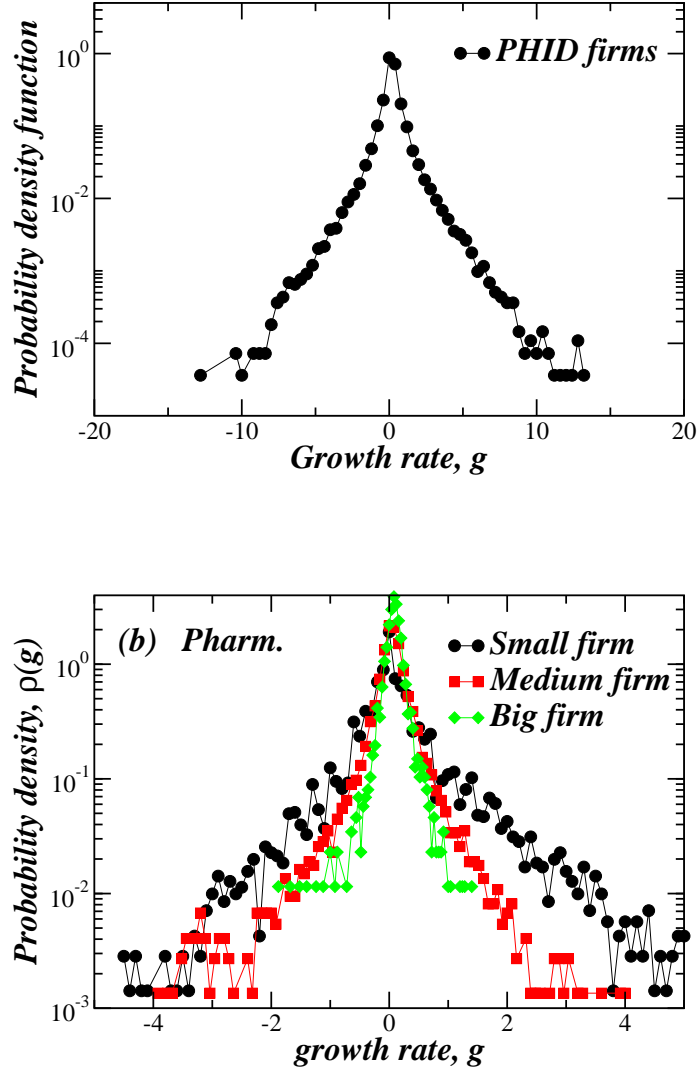 PHID firms
Probability density function
10^0
10^-2
10^-4
-20 -10 0 10 20
Growth rate, g
(b) Pharm.
Small firm
Medium firm
Big firm
Probability density, ρ(g)
10^0
10^-1
10^-2
10^-3
-4 -2 0 2 4
growth rate, g